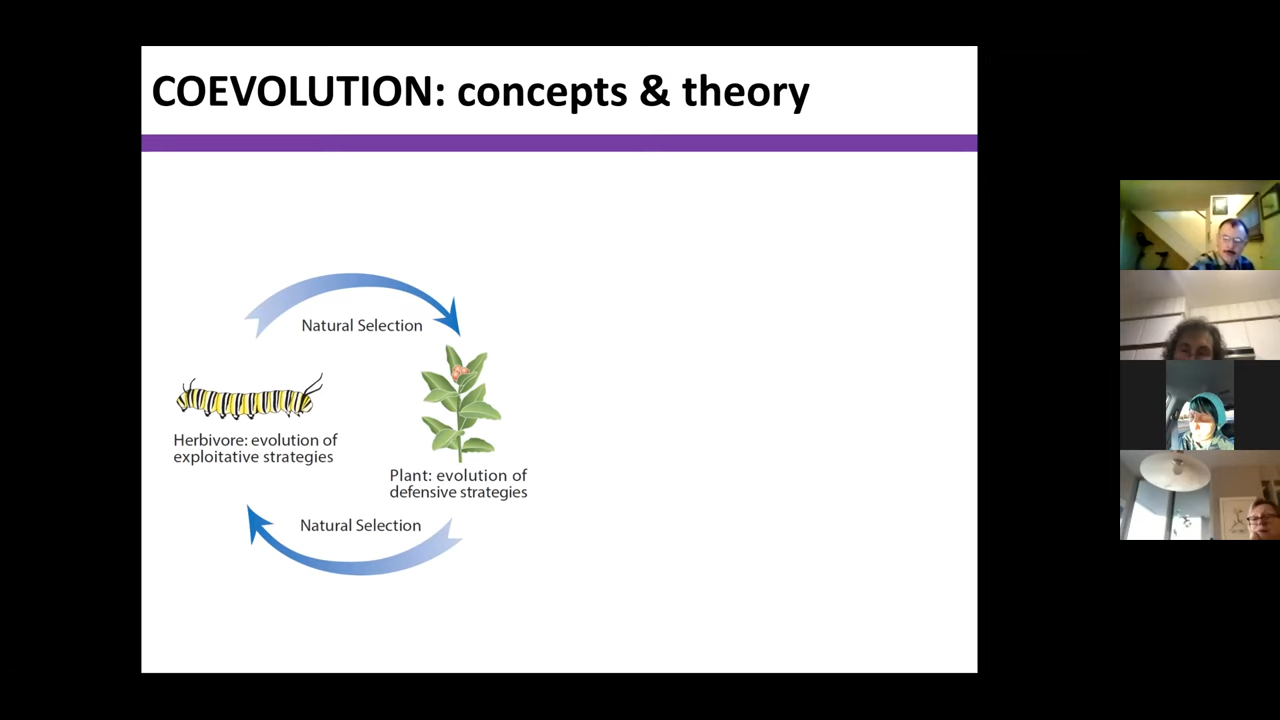 COEVOLUTION: concepts & theory
Natural Selection
Herbivore: evolution of
exploitative strategies
Plant: evolution of
defensive strategies
Natural Selection